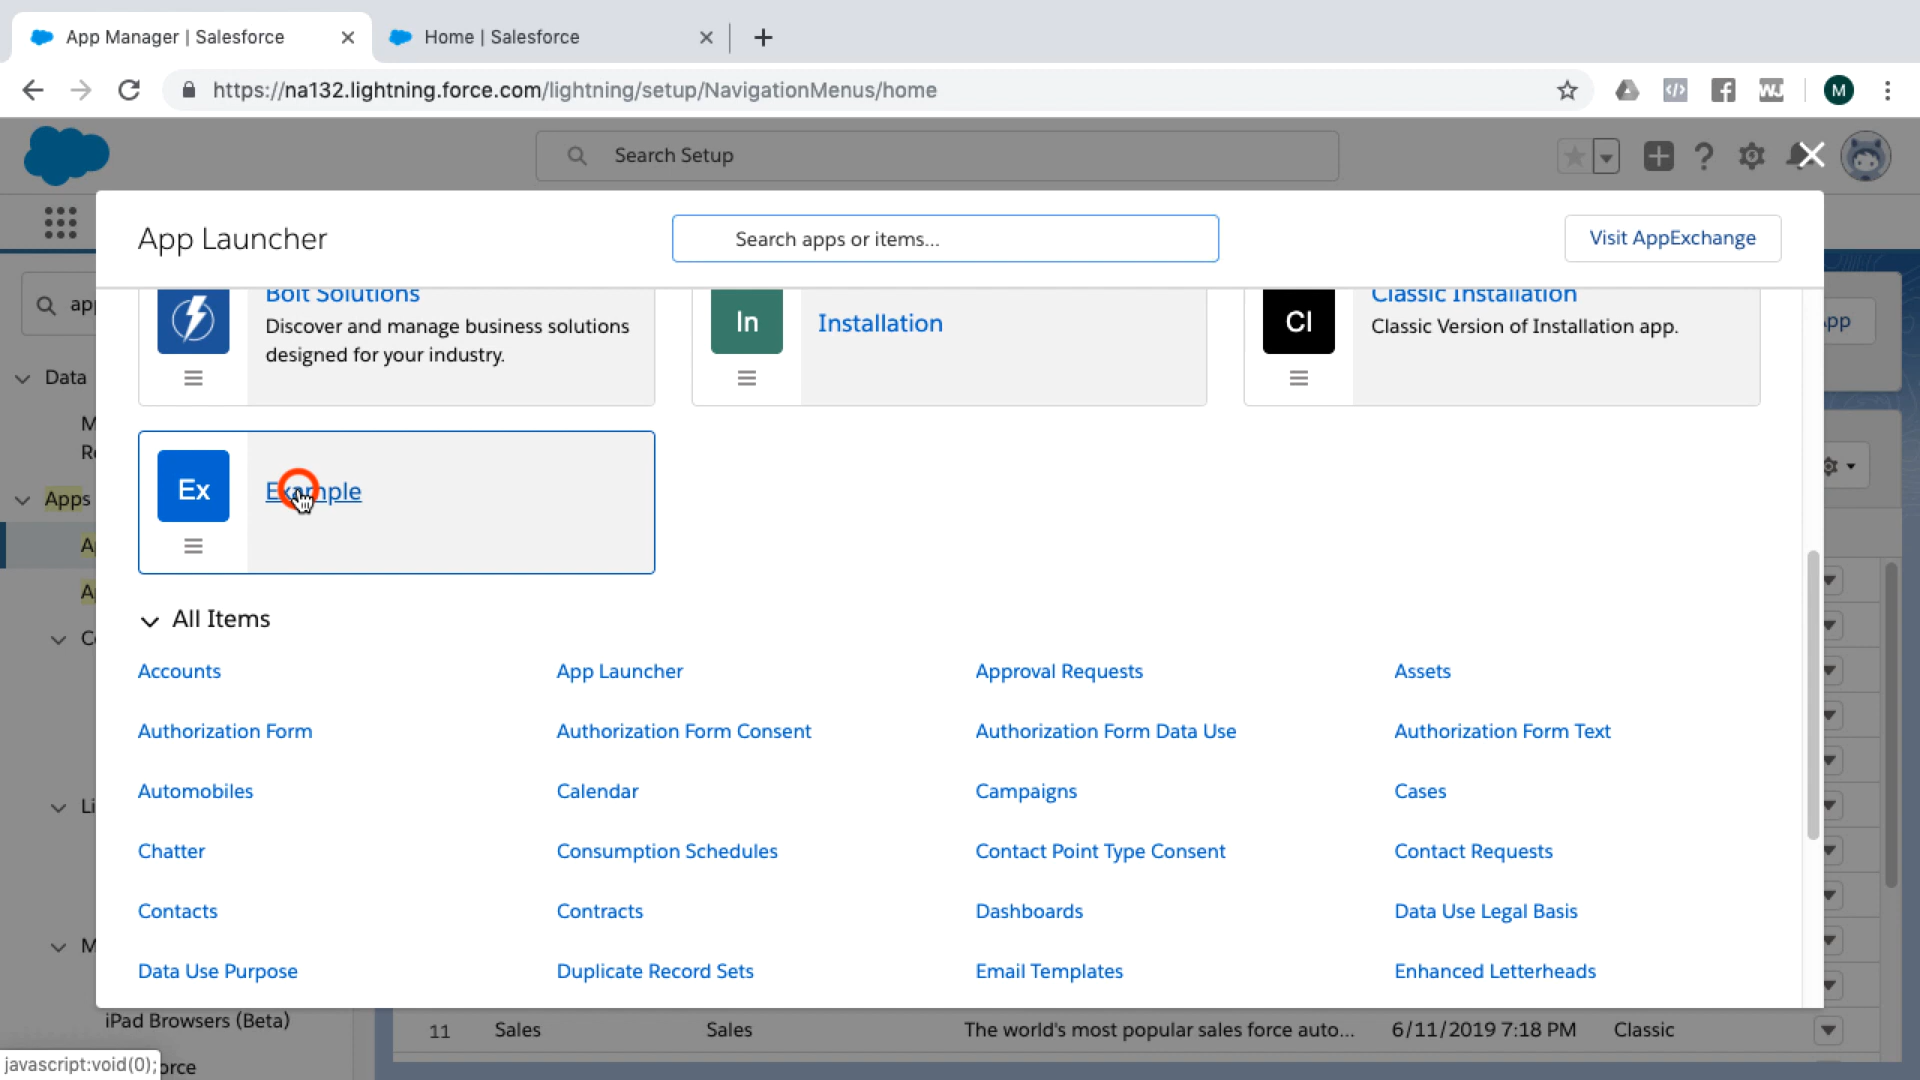 App Manager | Salesforce
Home | Salesforce
https://na132.lightning.force.com/lightning/setup/NavigationMenus/home
M
Search Setup
App Launcher
Search apps or items...
Visit AppExchange
app
Bolt Solutions
Discover and manage business solutions
designed for your industry.
In
Installation
Cl
Classic Installation
Classic Version of Installation app.
Data
Ex
Example
Apps
All Items
Accounts
App Launcher
Approval Requests
Assets
Authorization Form
Authorization Form Consent
Authorization Form Data Use
Authorization Form Text
Automobiles
Calendar
Campaigns
Cases
Chatter
Consumption Schedules
Contact Point Type Consent
Contact Requests
Contacts
Contracts
Dashboards
Data Use Legal Basis
Data Use Purpose
Duplicate Record Sets
Email Templates
Enhanced Letterheads
iPad Browsers (Beta)
11 Sales Sales The world's most popular sales force auto... 6/11/2019 7:18 PM Classic
javascript:void(0);